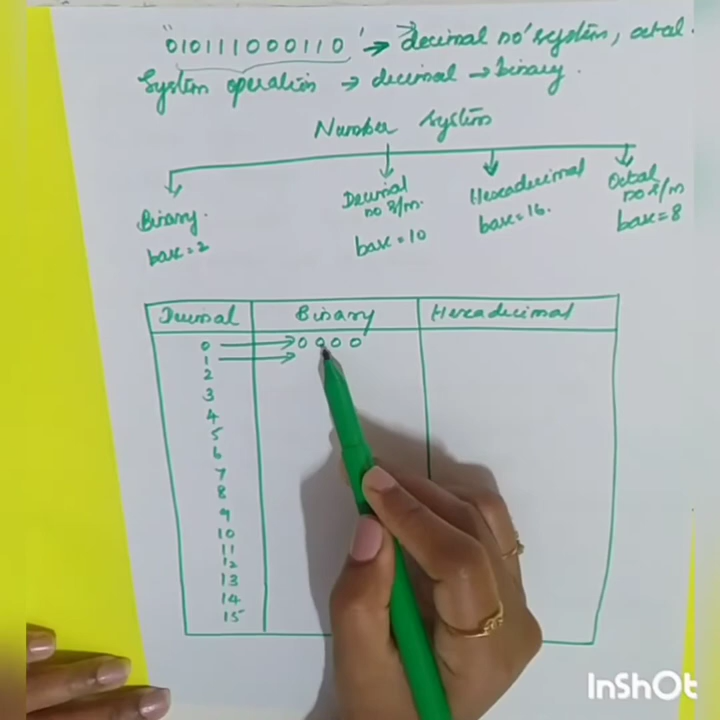 "010111000110' → decimal no' system, octal.
System operation → decimal → binary.
Number system
Binary.
base = 2
Decimal
no s/m.
base = 10
Hexadecimal
base = 16.
Octal
no s/m
base = 8
Decimal Binary Hexadecimal
0 → 0000
1 →
2
3
4
5
6
7
8
9
10
11
12
13
14
15
InShOt